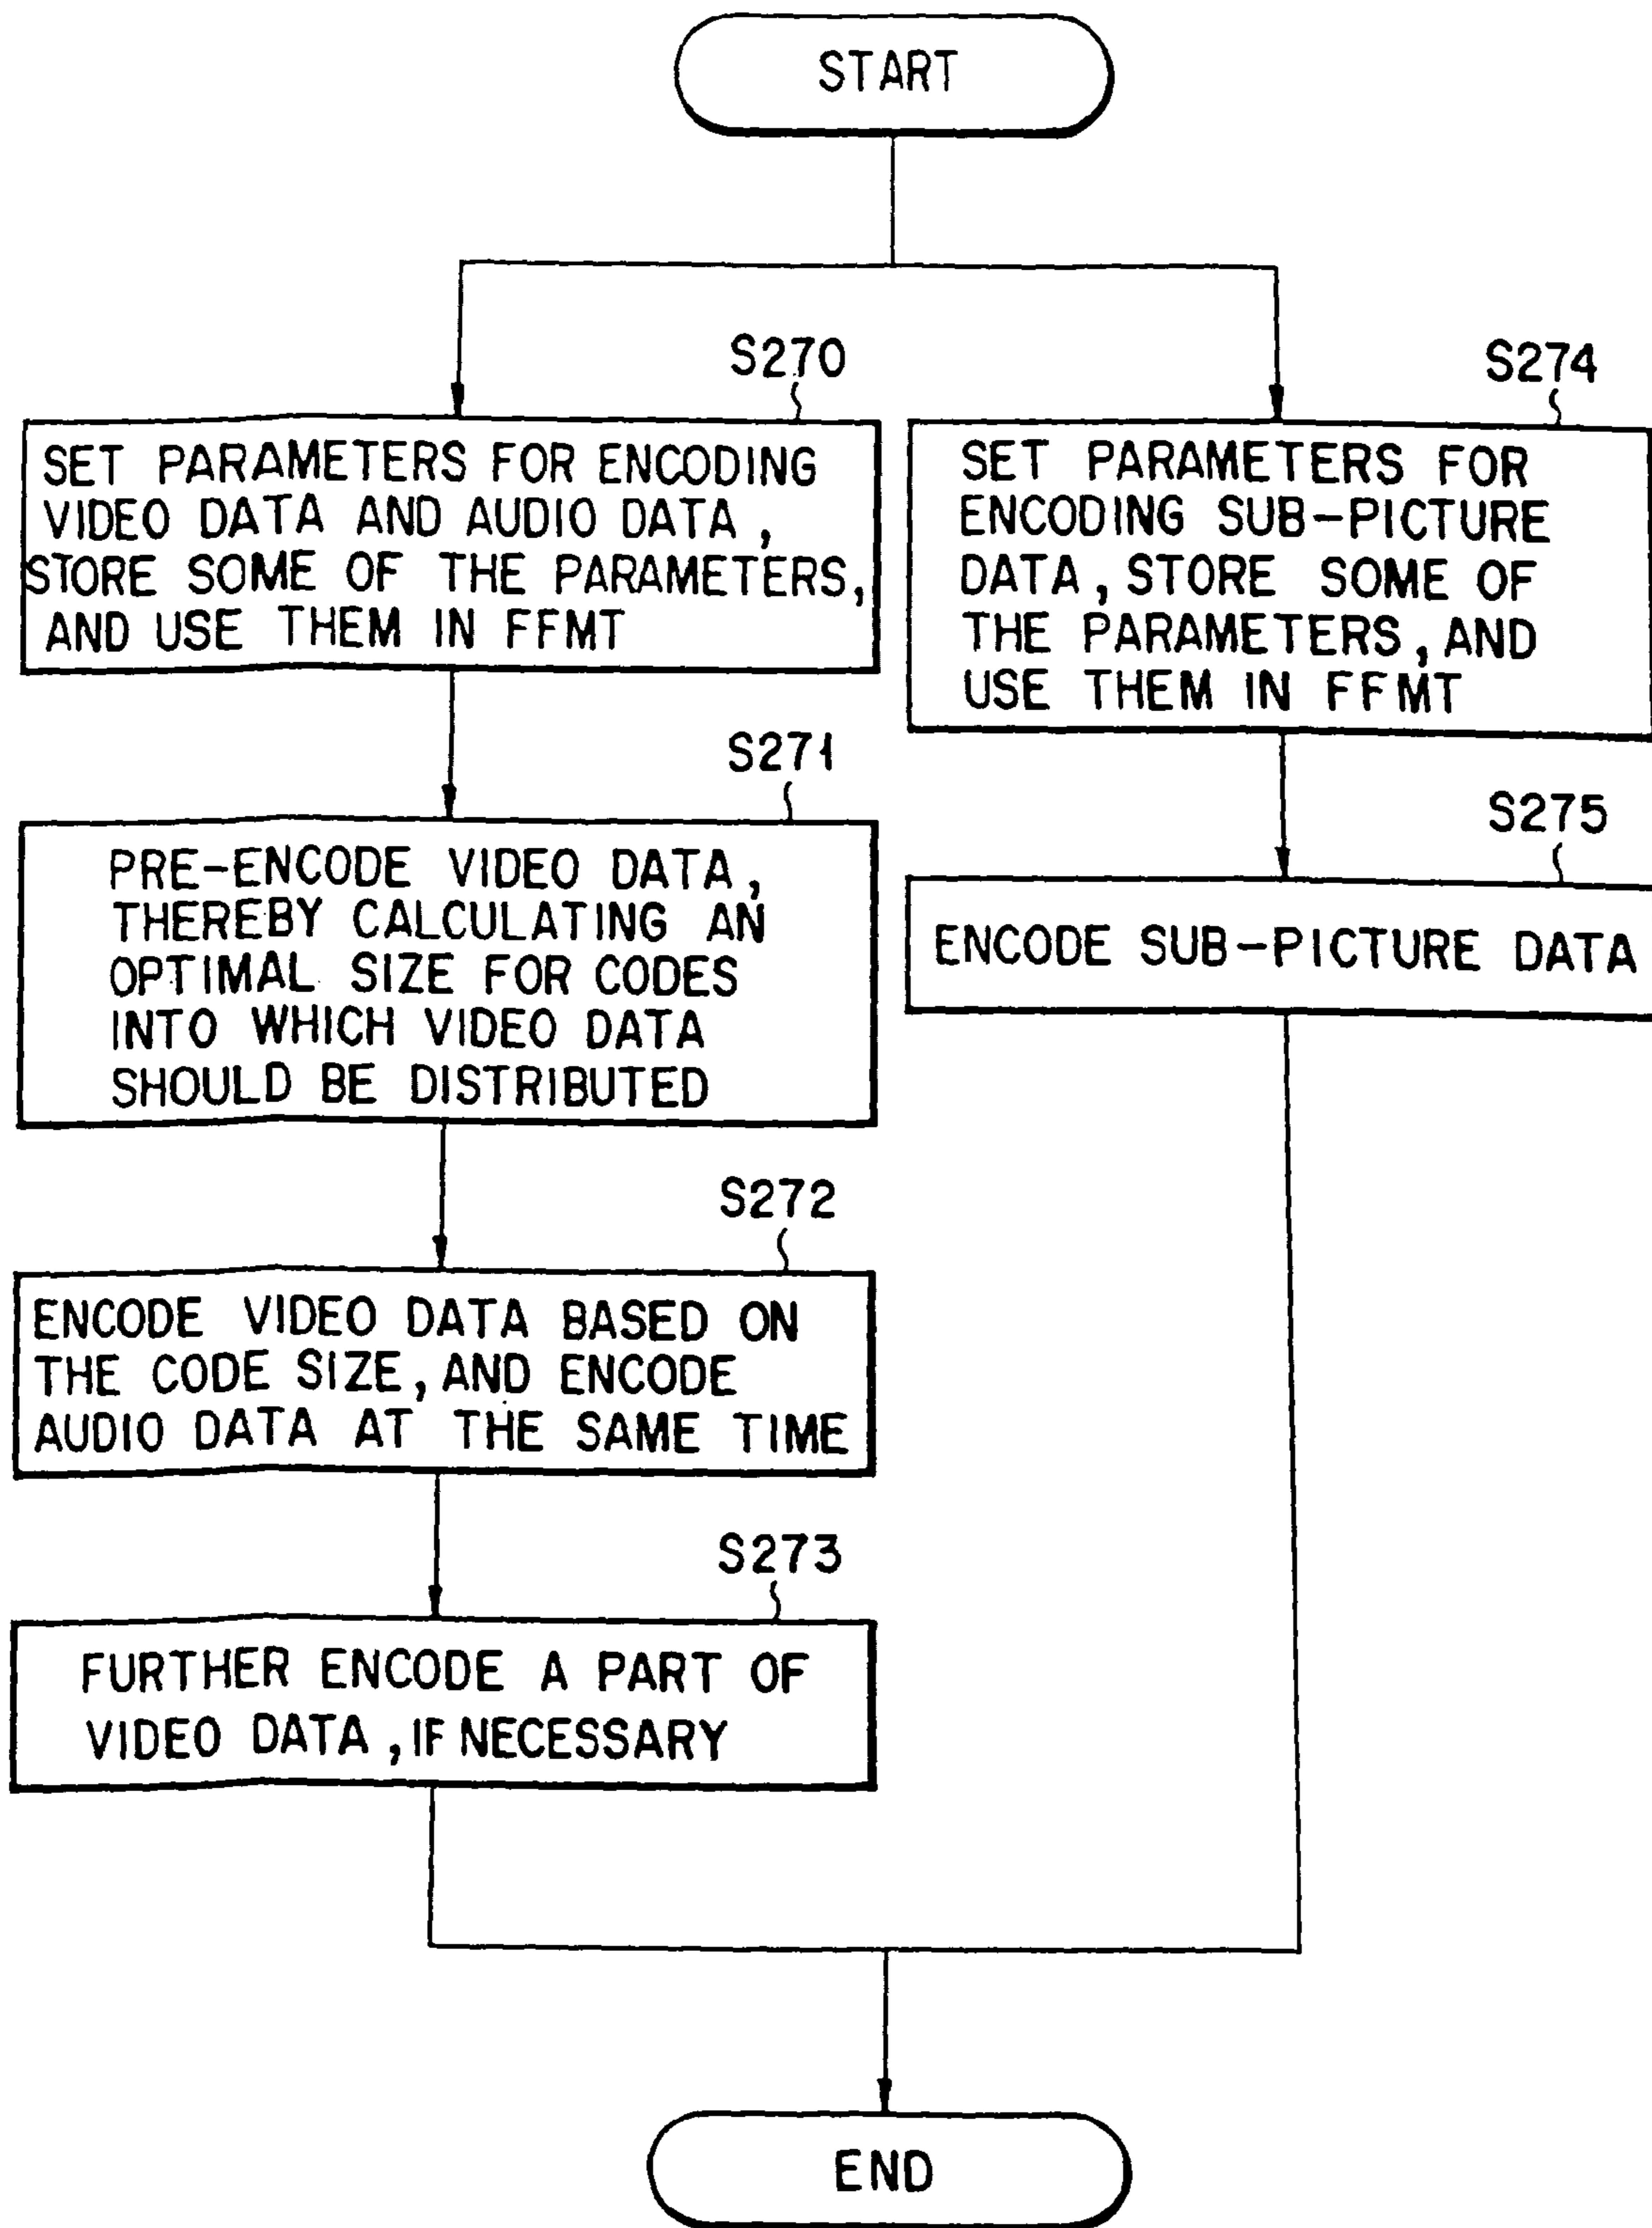 START
S270
SET PARAMETERS FOR ENCODING
VIDEO DATA AND AUDIO DATA,
STORE SOME OF THE PARAMETERS,
AND USE THEM IN FFMT
S271
PRE-ENCODE VIDEO DATA,
THEREBY CALCULATING AN
OPTIMAL SIZE FOR CODES
INTO WHICH VIDEO DATA
SHOULD BE DISTRIBUTED
S272
ENCODE VIDEO DATA BASED ON
THE CODE SIZE, AND ENCODE
AUDIO DATA AT THE SAME TIME
S273
FURTHER ENCODE A PART OF
VIDEO DATA, IF NECESSARY
S274
SET PARAMETERS FOR
ENCODING SUB-PICTURE
DATA, STORE SOME OF
THE PARAMETERS, AND
USE THEM IN FFMT
S275
ENCODE SUB-PICTURE DATA
END